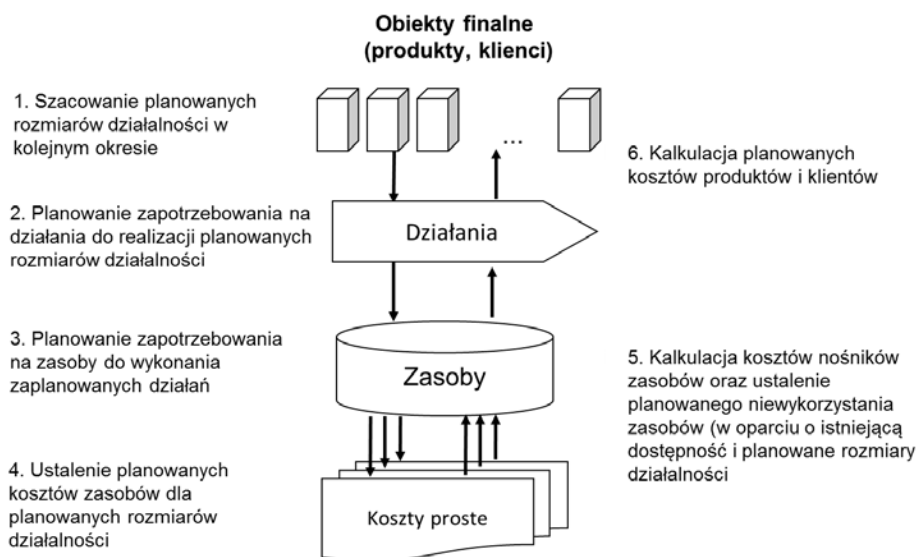 Obiekty finalne
(produkty, klienci)
1. Szacowanie planowanych
rozmiarów działalności w
kolejnym okresie
...
6. Kalkulacja planowanych
kosztów produktów i klientów
2. Planowanie zapotrzebowania na
działania do realizacji planowanych
rozmiarów działalności
Działania
3. Planowanie zapotrzebowania
na zasoby do wykonania
zaplanowanych działań
Zasoby
5. Kalkulacja kosztów nośników
zasobów oraz ustalenie
planowanego niewykorzystania
zasobów (w oparciu o istniejącą
dostępność i planowane rozmiary
działalności
4. Ustalenie planowanych
kosztów zasobów dla
planowanych rozmiarów
działalności
Koszty proste